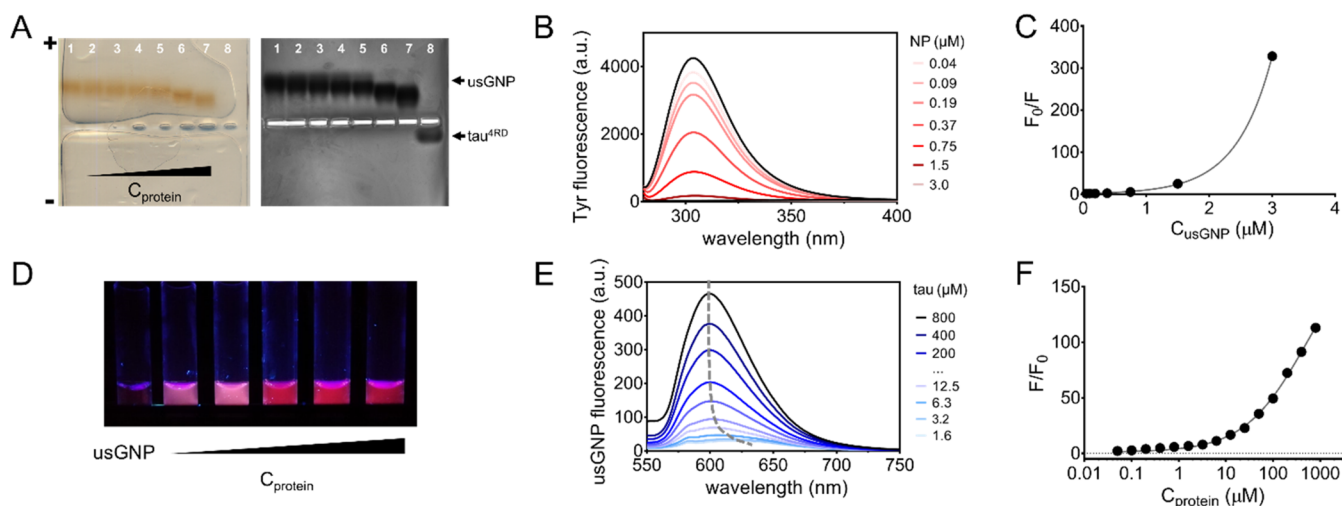 A
+
-
1 2 3 4 5 6 7 8
C protein
1 2 3 4 5 6 7 8
usGNP
tau4RD
B
Tyr fluorescence (a.u.)
4000
2000
0
300 350 400
wavelength (nm)
NP (µM)
0.04
0.09
0.19
0.37
0.75
1.5
3.0
C
F0/F
400
300
200
100
0
0 1 2 3 4
CusGNP (µM)
D
usGNP
C protein
E
usGNP fluorescence (a.u.)
500
400
300
200
100
0
550 600 650 700 750
wavelength (nm)
tau (µM)
800
400
200
...
12.5
6.3
3.2
1.6
F
F/F0
150
100
50
0
0.01 0.1 1 10 100 1000
Cprotein (µM)